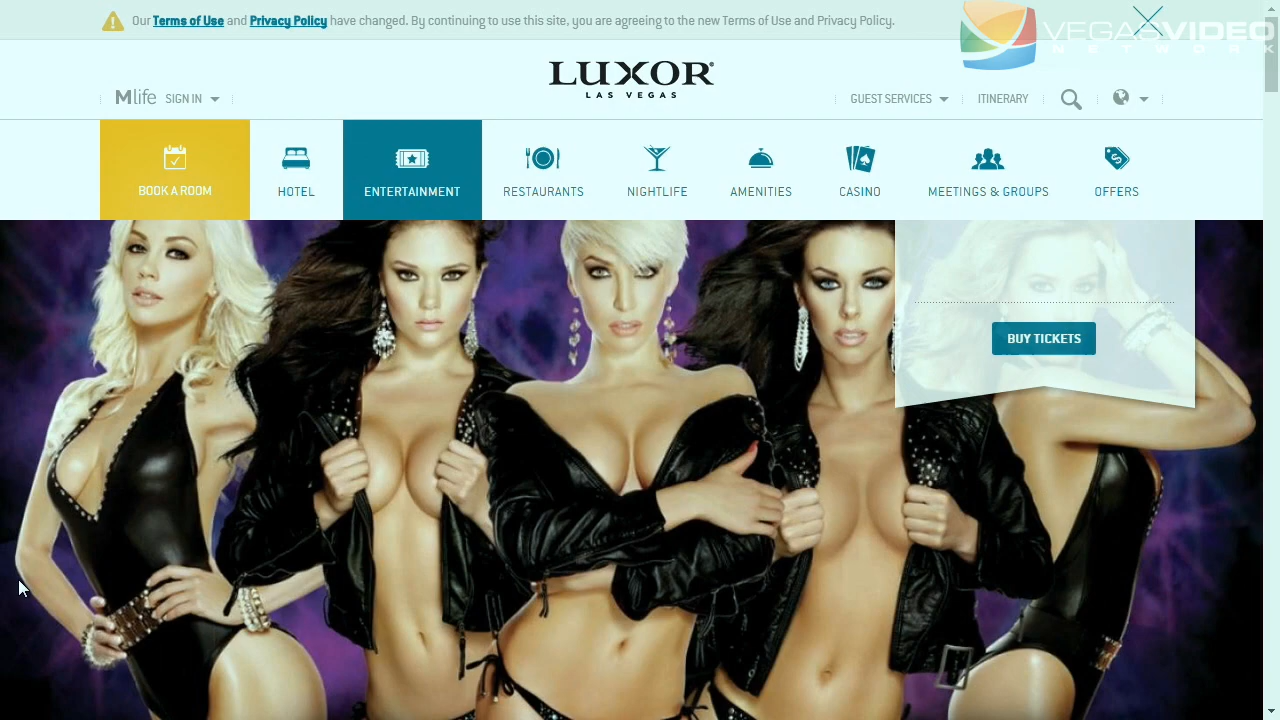 Our Terms of Use and Privacy Policy have changed. By continuing to use this site, you are agreeing to the new Terms of Use and Privacy Policy.
VEGASVIDEO
NETWORK
LUXOR®
LAS VEGAS
Mlife SIGN IN
GUEST SERVICES
ITINERARY
BOOK A ROOM
HOTEL
ENTERTAINMENT
RESTAURANTS
NIGHTLIFE
AMENITIES
CASINO
MEETINGS & GROUPS
OFFERS
BUY TICKETS